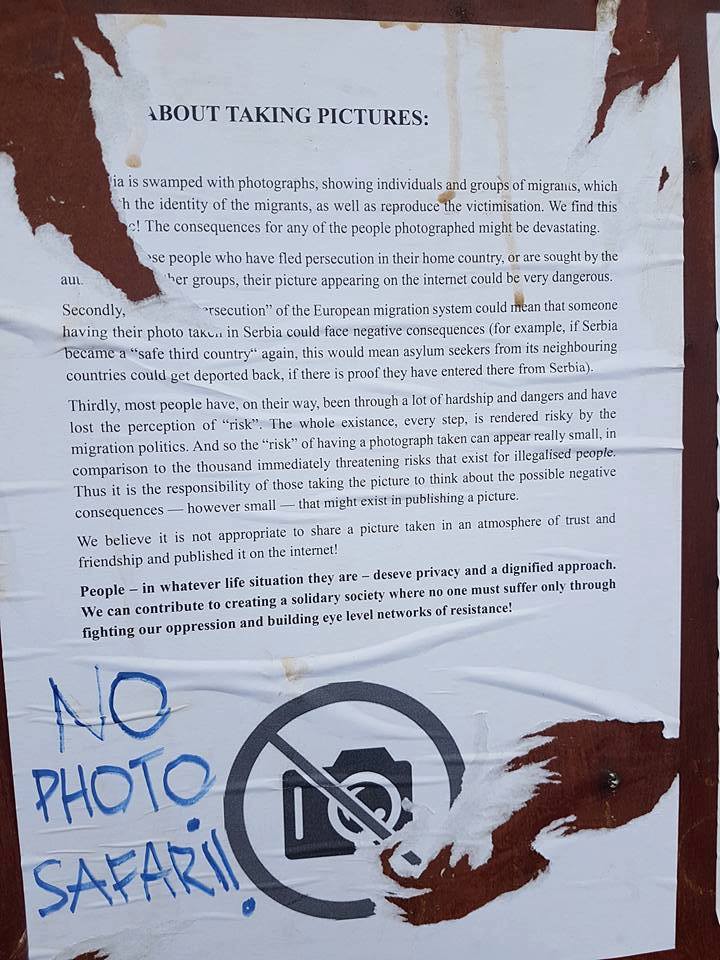 ABOUT TAKING PICTURES:
is swamped with photographs, showing individuals and groups of migrants, which
the identity of the migrants, as well as reproduce the victimisation. We find this
The consequences for any of the people photographed might be devastating.
people who have fled persecution in their home country, or are sought by the
groups, their picture appearing on the internet could be very dangerous.
Secondly, of the European migration system could mean that someone
having their photo taken in Serbia could face negative consequences (for example, if Serbia
became a “safe third country“ again, this would mean asylum seekers from its neighbouring
countries could get deported back, if there is proof they have entered there from Serbia).
Thirdly, most people have, on their way, been through a lot of hardship and dangers and have
lost the perception of “risk”. The whole existence, every step, is rendered risky by the
migration politics. And so the “risk” of having a photograph taken can appear really small, in
comparison to the thousand immediately threatening risks that exist for illegalised people.
Thus it is the responsibility of those taking the picture to think about the possible negative
consequences — however small — that might exist in publishing a picture.
We believe it is not appropriate to share a picture taken in an atmosphere of trust and
friendship and published it on the internet!
People – in whatever life situation they are – deseve privacy and a dignified approach.
We can contribute to creating a solidary society where no one must suffer only through
fighting our oppression and building eye level networks of resistance!
NO
PHOTO
SAFARI!!